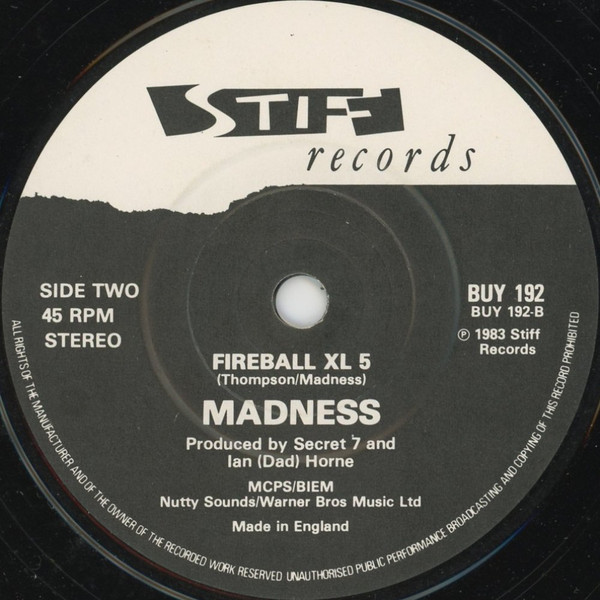 STIFF
records
SIDE TWO
45 RPM
STEREO
BUY 192
BUY 192-B
℗ 1983 Stiff
Records
FIREBALL XL 5
(Thompson/Madness)
MADNESS
Produced by Secret 7 and
Ian (Dad) Horne
MCPS/BIEM
Nutty Sounds/Warner Bros Music Ltd
Made in England
ALL RIGHTS OF THE MANUFACTURER AND OF THE OWNER OF THE RECORDED WORK RESERVED UNAUTHORISED PUBLIC PERFORMANCE BROADCASTING AND COPYING OF THIS RECORD PROHIBITED